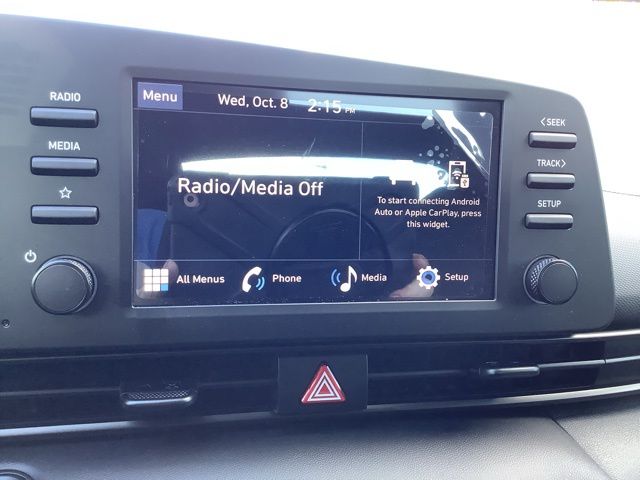 RADIO
MEDIA
Menu
Wed, Oct. 8 2:15 PM
Radio/Media Off
To start connecting Android
Auto or Apple CarPlay, press
this widget.
All Menus
Phone
Media
Setup
<SEEK
TRACK>
SETUP